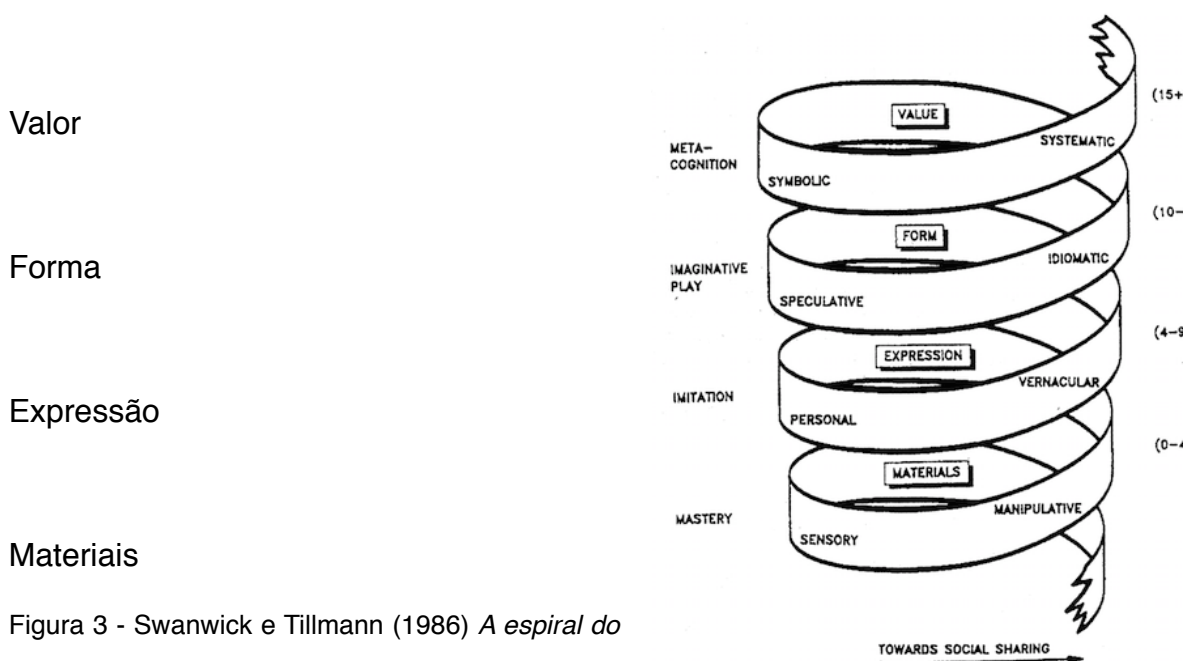 Valor
Forma
Expressão
Materiais
Figura 3 - Swanwick e Tillmann (1986) A espiral do
(15+
VALUE
SYSTEMATIC
META-
COGNITION
SYMBOLIC
(10-
FORM
IDIOMATIC
IMAGINATIVE
PLAY
SPECULATIVE
(4-9
EXPRESSION
VERNACULAR
IMITATION
PERSONAL
(0-4
MATERIALS
MANIPULATIVE
MASTERY
SENSORY
TOWARDS SOCIAL SHARING